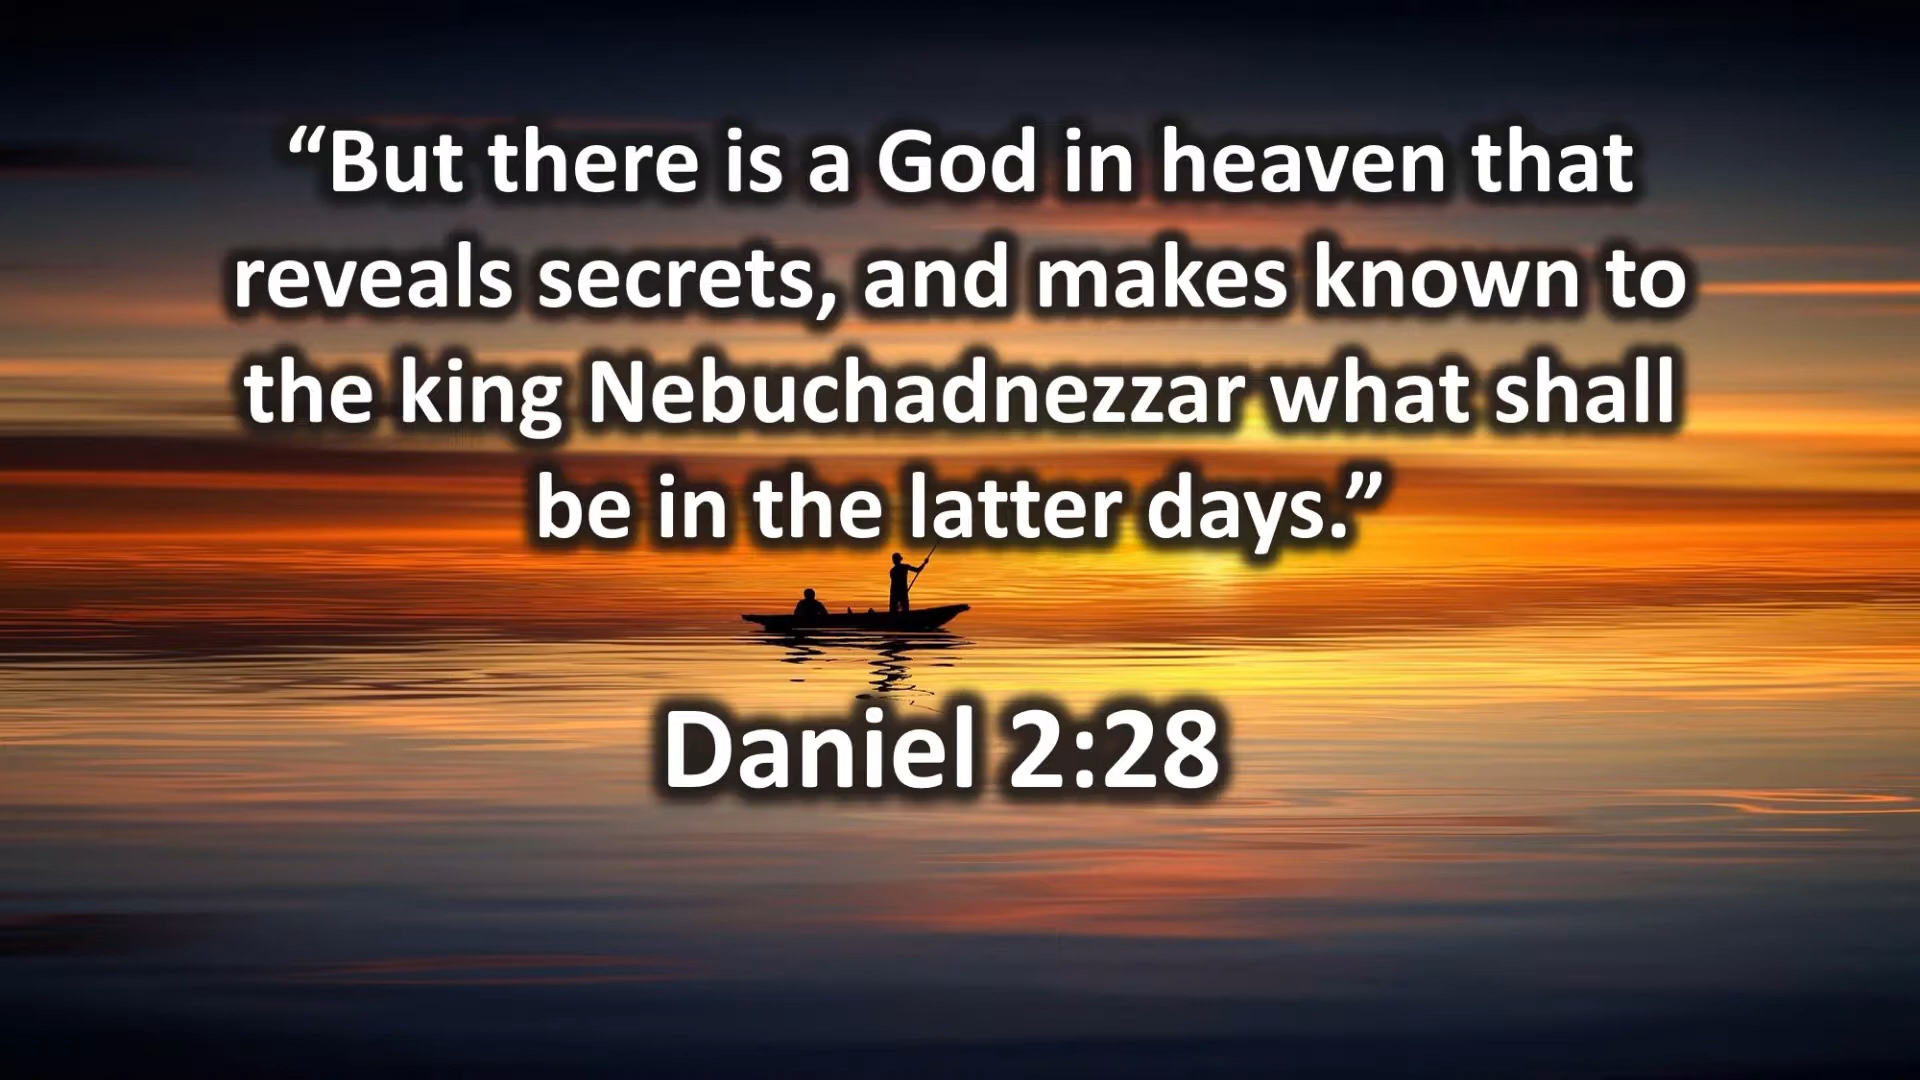 “But there is a God in heaven that
reveals secrets, and makes known to
the king Nebuchadnezzar what shall
be in the latter days.”
Daniel 2:28